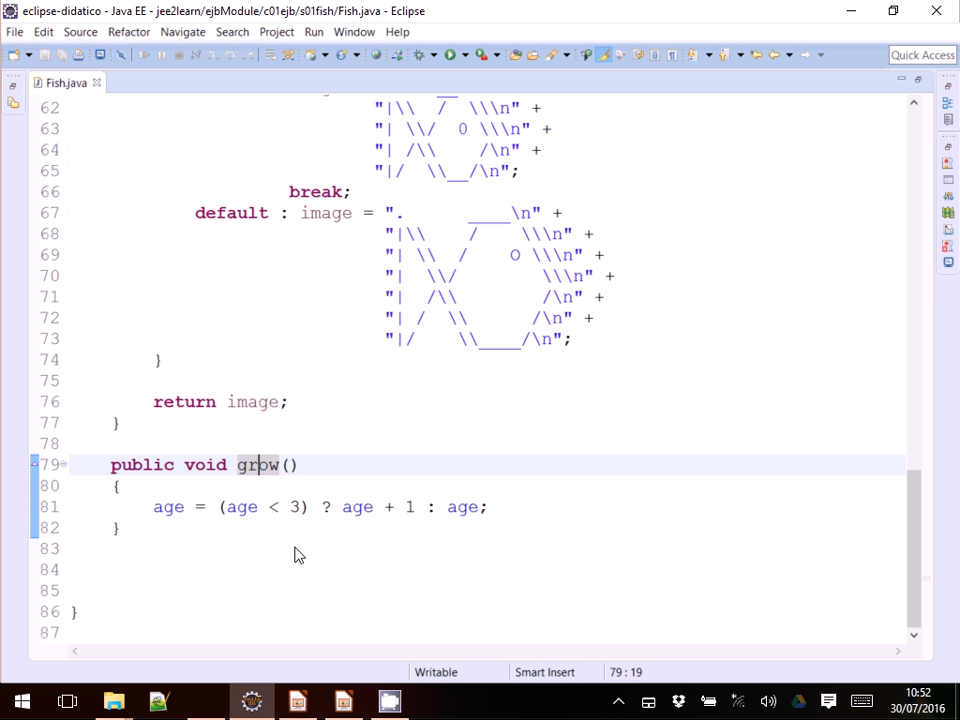 eclipse-didatico - Java EE - jee2learn/ejbModule/c01ejb/s01fish/Fish.java - Eclipse
File Edit Source Refactor Navigate Search Project Run Window Help
Quick Access
Fish.java
62 "|\\ / \\\n" +
63 "| \\/ O \\\n" +
64 "| /\\ /\n" +
65 "|/ \\__/\n";
66 break;
67 default : image = ". ____\n" +
68 "|\\ / \\\n" +
69 "| \\ / O \\\n" +
70 "| \\/ \\\n" +
71 "| /\\ /\n" +
72 "| / \\ /\n" +
73 "|/ \\____/\n";
74 }
75
76 return image;
77 }
78
79 public void grow()
80 {
81 age = (age < 3) ? age + 1 : age;
82 }
83
84
85
86 }
87
Writable Smart Insert 79 : 19
10:52
30/07/2016